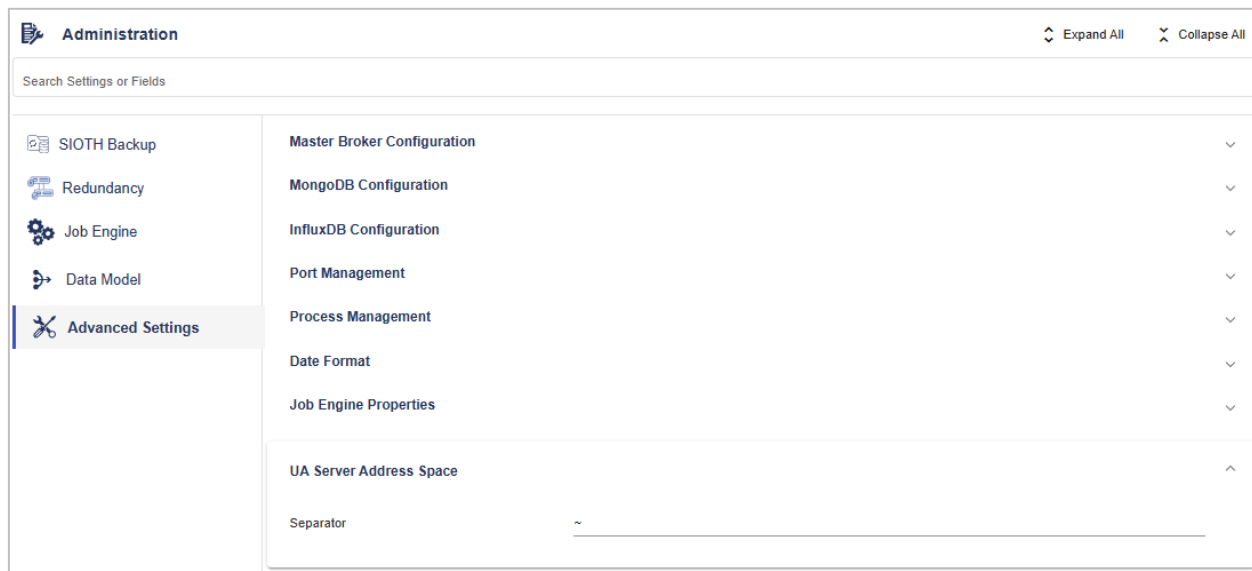 Administration
Expand All
Collapse All
Search Settings or Fields
SIOTH Backup
Redundancy
Job Engine
Data Model
Advanced Settings
Master Broker Configuration
MongoDB Configuration
InfluxDB Configuration
Port Management
Process Management
Date Format
Job Engine Properties
UA Server Address Space
Separator ~